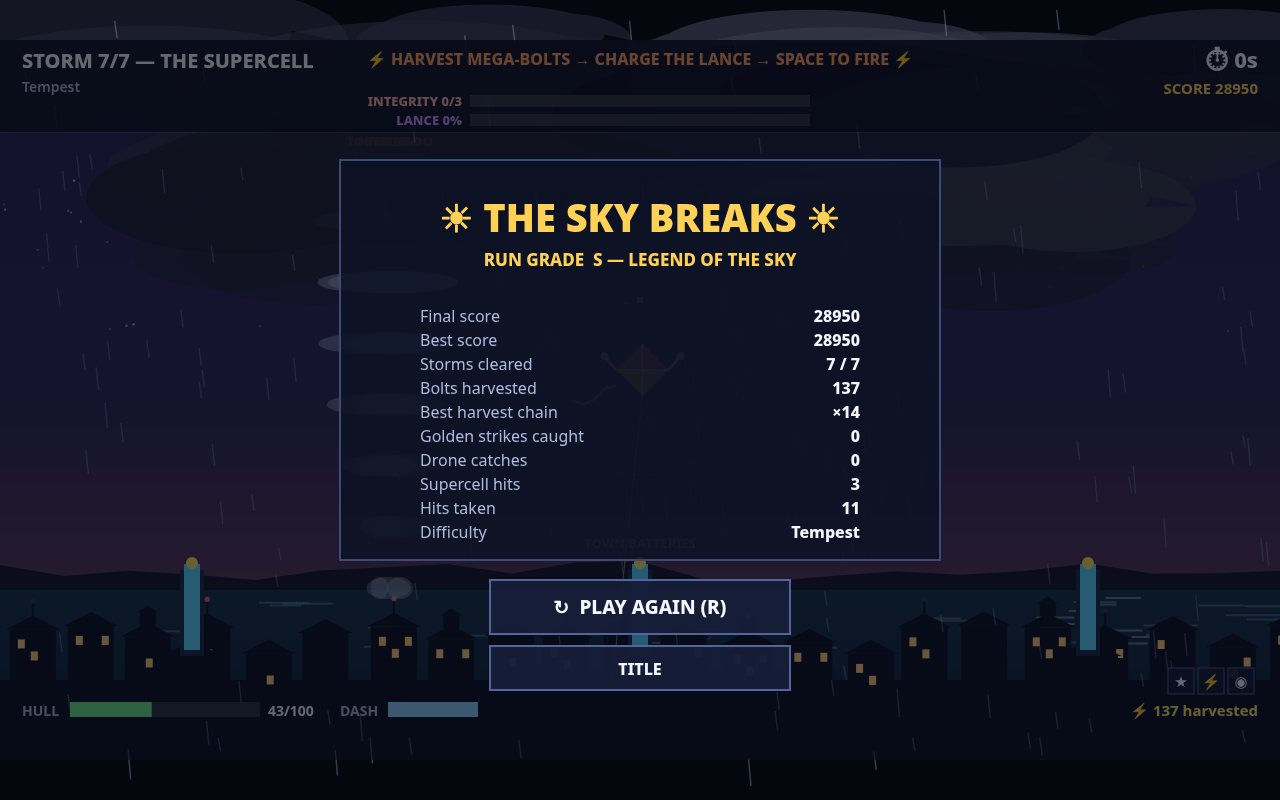 STORM 7/7 — THE SUPERCELL
Tempest
⚡ HARVEST MEGA-BOLTS → CHARGE THE LANCE → SPACE TO FIRE ⚡
⏱ 0s
SCORE 28950
INTEGRITY 0/3
LANCE 0%
☀ THE SKY BREAKS ☀
RUN GRADE S — LEGEND OF THE SKY
Final score 28950
Best score 28950
Storms cleared 7 / 7
Bolts harvested 137
Best harvest chain ×14
Golden strikes caught 0
Drone catches 0
Supercell hits 3
Hits taken 11
Difficulty Tempest
TOWN BATTERIES
↻ PLAY AGAIN (R)
TITLE
HULL 43/100 DASH
⚡ 137 harvested